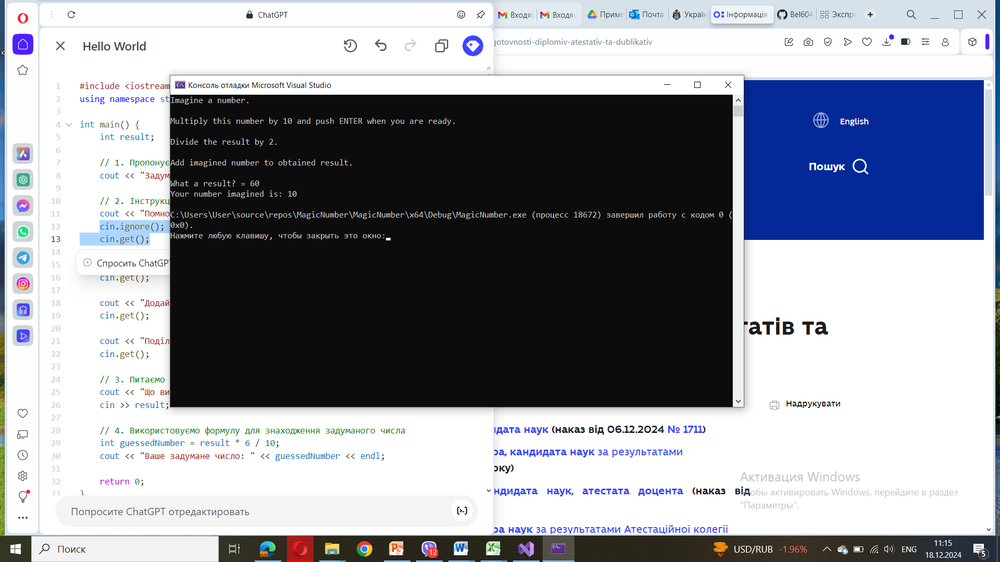 ChatGPT
Входящ
Входящ
Приме
Почта
Україн
Інформація
Bel604
Экспре
Hello World
gotovnosti-diplomiv-atestativ-ta-dublikativ
1 #include <iostream
2 using namespace st
3
4 int main() {
5 int result;
6
7 // 1. Пропонує
8 cout << "Задум
9
10 // 2. Інструкц
11 cout << "Помно
12 cin.ignore();
13 cin.get();
14
Спросить ChatGPT
15
16 cin.get();
17
18 cout << "Додай
19 cin.get();
20
21 cout << "Поділ
22 cin.get();
23
24 // 3. Питаємо
25 cout << "Що ви
26 cin >> result;
27
28 // 4. Використовуємо формулу для знаходження задуманого числа
29 int guessedNumber = result * 6 / 10;
30 cout << "Ваше задумане число: " << guessedNumber << endl;
31
32 return 0;
33 }
Попросите ChatGPT отредактировать
Консоль отладки Microsoft Visual Studio
Imagine a number.
Multiply this number by 10 and push ENTER when you are ready.
Divide the result by 2.
Add imagined number to obtained result.
What a result? = 60
Your number imagined is: 10
C:\Users\User\source\repos\MagicNumber\MagicNumber\x64\Debug\MagicNumber.exe (процесс 18672) завершил работу с кодом 0 (
0x0).
Нажмите любую клавишу, чтобы закрыть это окно:
English
Пошук
татів та
Надрукувати
идата наук (наказ від 06.12.2024 № 1711)
ра, кандидата наук за результатами
оку)
ндидата наук, атестата доцента (наказ від
ра наук за результатами Атестаційної колегії
Активация Windows
Чтобы активировать Windows, перейдите в раздел
"Параметры".
Поиск
12
USD/RUB -1.96%
ENG
11:15
18.12.2024
5